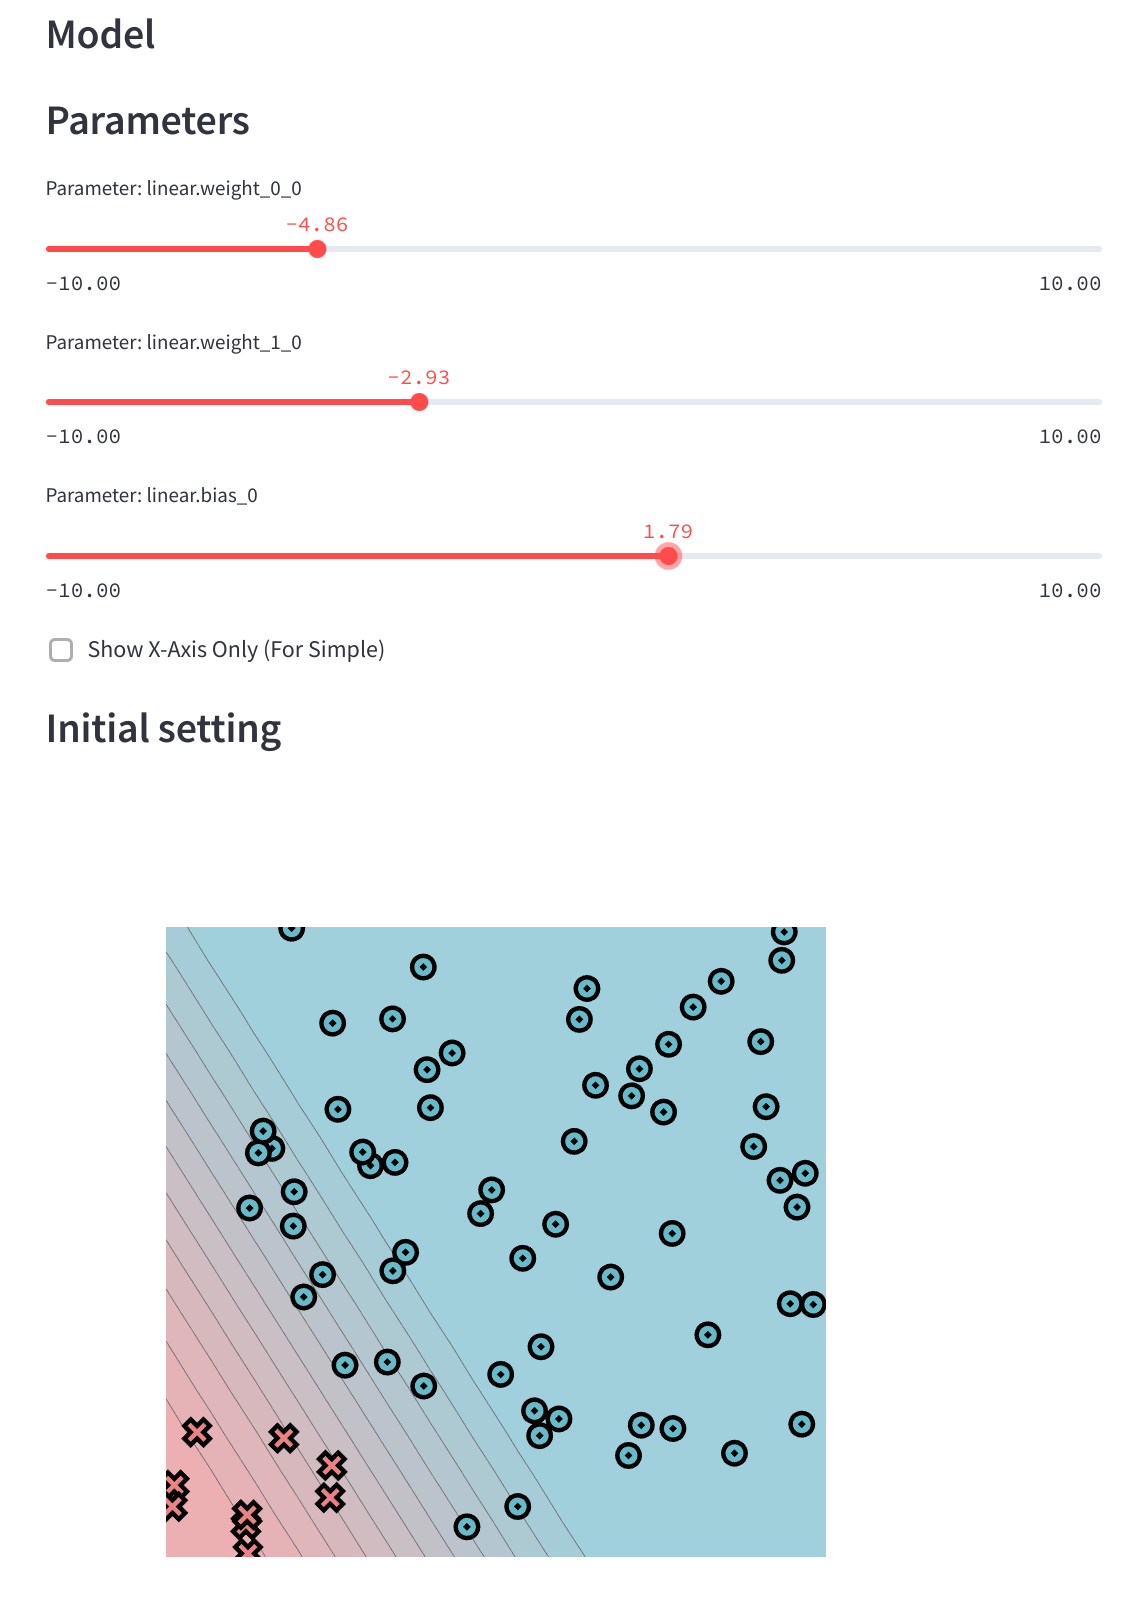 Model
Parameters
Parameter: linear.weight_0_0
-4.86
-10.00 10.00
Parameter: linear.weight_1_0
-2.93
-10.00 10.00
Parameter: linear.bias_0
1.79
-10.00 10.00
Show X-Axis Only (For Simple)
Initial setting